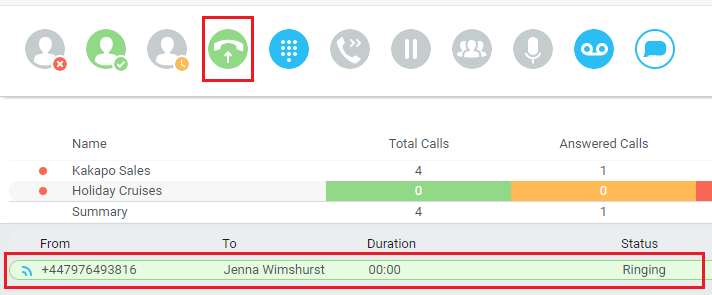 Name Total Calls Answered Calls
Kakapo Sales 4 1
Holiday Cruises 0 0
Summary 4 1
From To Duration Status
+447976493816 Jenna Wimshurst 00:00 Ringing